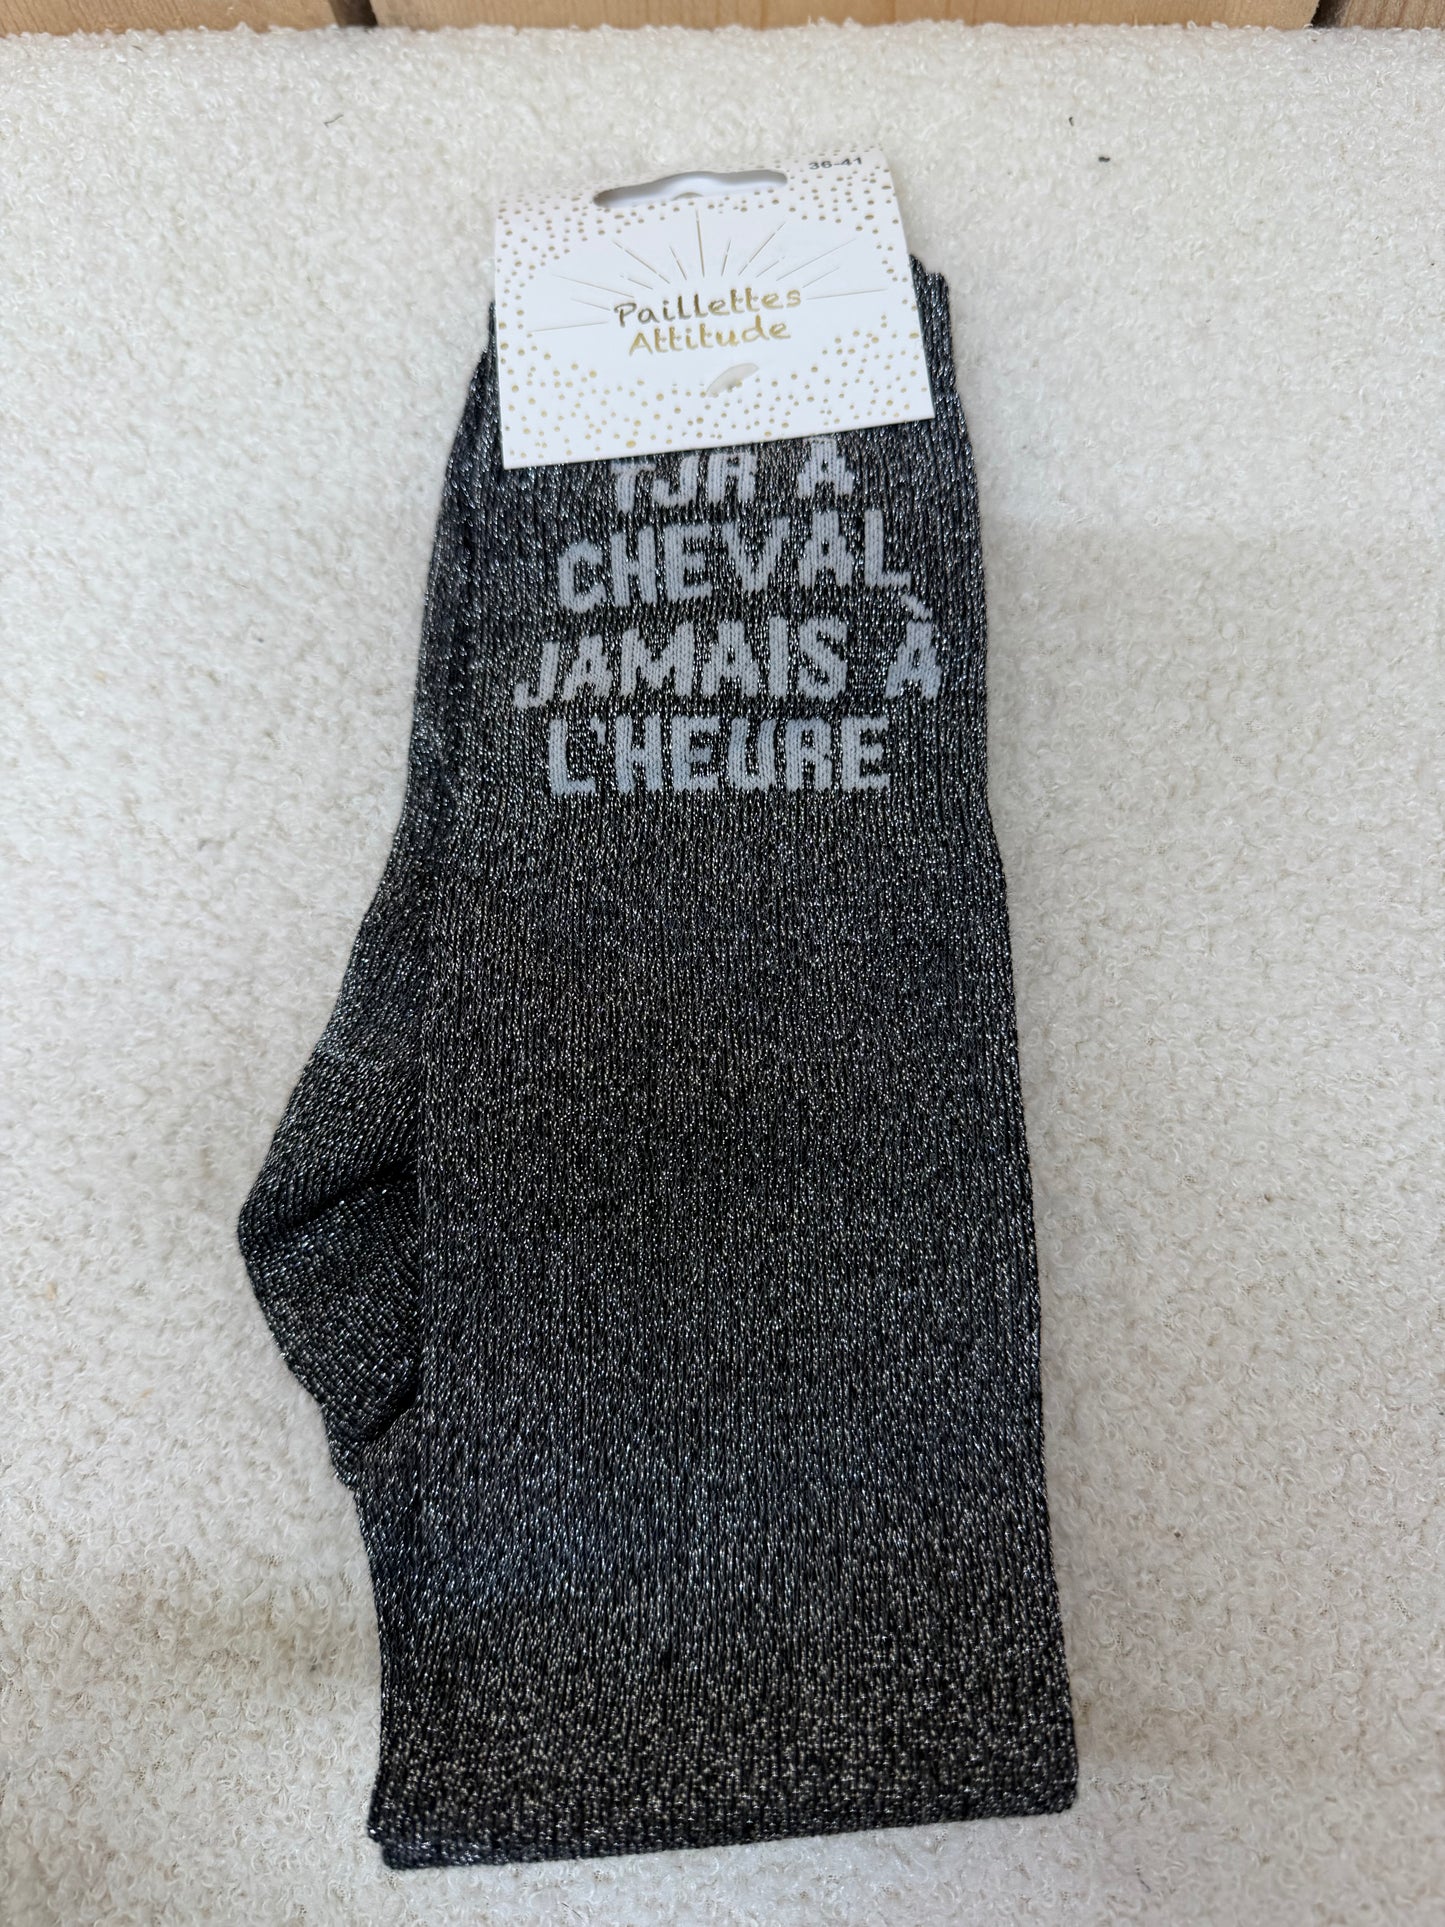 36-41
Paillettes
Attitude
TJR À
CHEVAL
JAMAIS À
L'HEURE